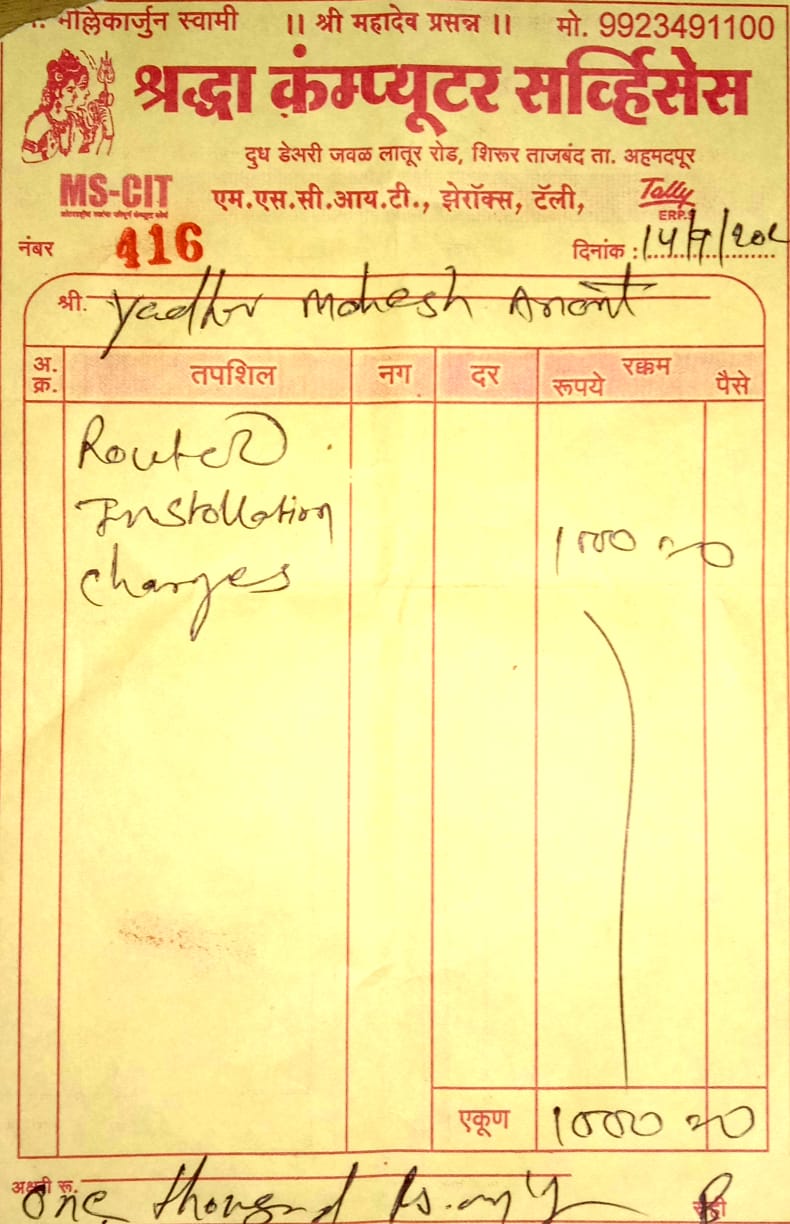 मल्लिकार्जुन स्वामी ।। श्री महादेव प्रसन्न ।। मो. 9923491100
श्रद्धा कंम्प्युटर सर्व्हिसेस
दुध डेअरी जवळ लातूर रोड, शिरूर ताजबंद ता. अहमदपूर
MS-CIT एम.एस.सी.आय.टी., झेरॉक्स, टॅली, Tally
ERP.9
नंबर 416 दिनांक : 14/9/202
श्री. Mahesh Anant
अ. क्र. तपशिल नग दर रक्कम रूपये पैसे
Router
Installation
charges 1000 =00
एकूण 1000 =00
अक्षरी रू. One thousand Rs. only सही